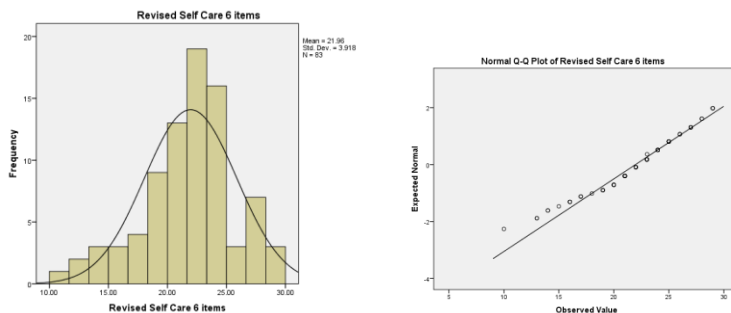 Revised Self Care 6 items
Mean = 21.96
Std. Dev. = 3.918
N = 83
20
15
10
5
0
Frequency
10.00 15.00 20.00 25.00 30.00
Revised Self Care 6 items
Normal Q-Q Plot of Revised Self Care 6 items
2
0
-2
-4
Expected Normal
5 10 15 20 25 30
Observed Value